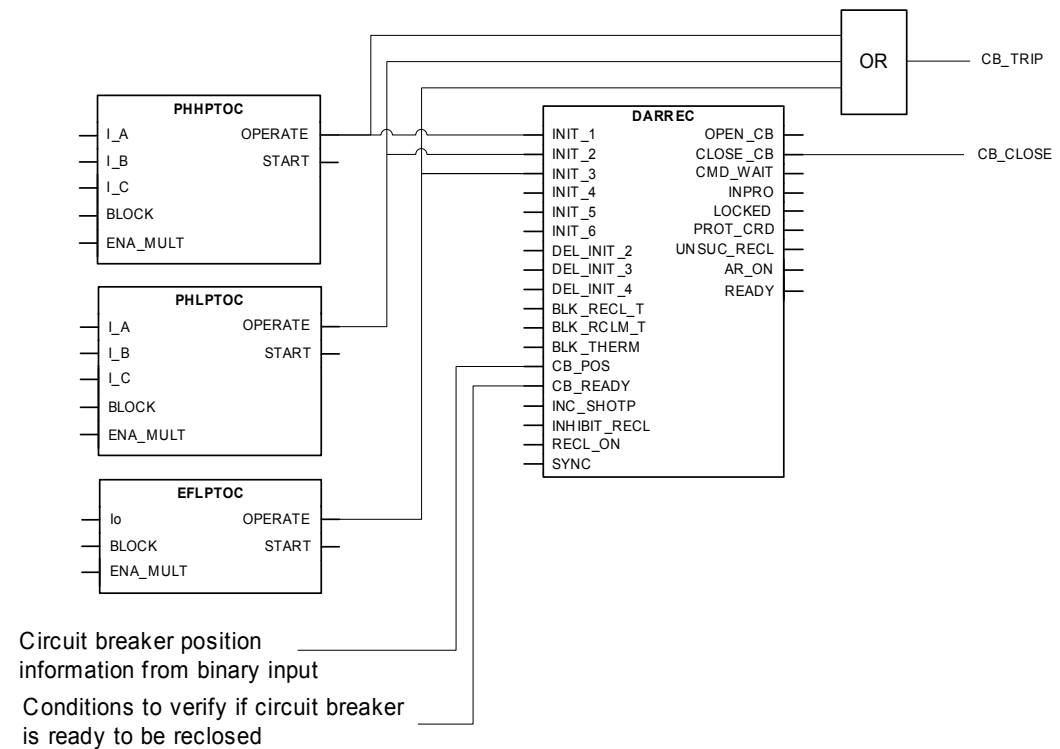 OR
CB_TRIP
PHHPTOC
I_A
OPERATE
I_B
START
I_C
BLOCK
ENA_MULT
PHLPTOC
I_A
OPERATE
I_B
START
I_C
BLOCK
ENA_MULT
EFLPTOC
Io
OPERATE
BLOCK
START
ENA_MULT
DARREC
INIT_1
OPEN_CB
INIT_2
CLOSE_CB
INIT_3
CMD_WAIT
INIT_4
INPRO
INIT_5
LOCKED
INIT_6
PROT_CRD
DEL_INIT_2
UNSUC_RECL
DEL_INIT_3
AR_ON
DEL_INIT_4
READY
BLK_RECL_T
BLK_RCLM_T
BLK_THERM
CB_POS
CB_READY
INC_SHOTP
INHIBIT_RECL
RECL_ON
SYNC
CB_CLOSE
Circuit breaker position
information from binary input
Conditions to verify if circuit breaker
is ready to be reclosed